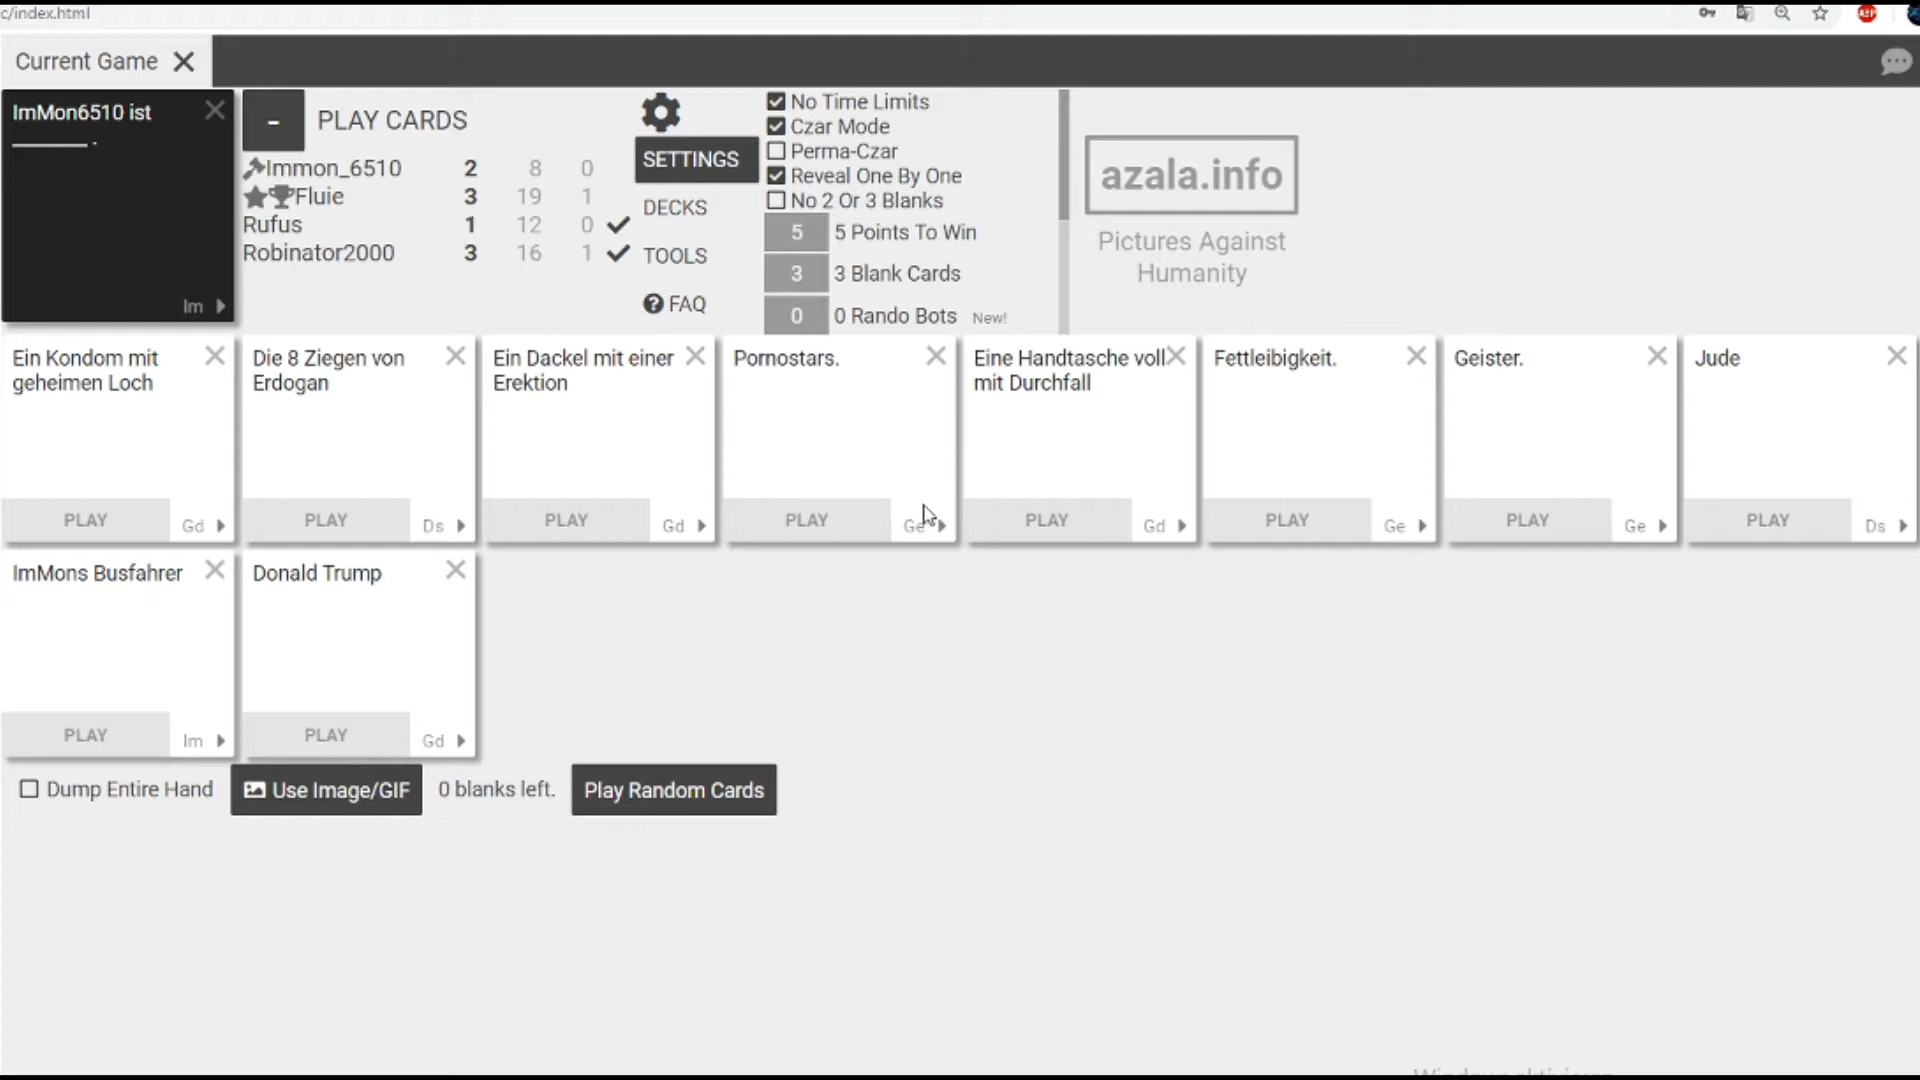 c/index.html
Current Game
ImMon6510 ist
_______ .
Im
-
PLAY CARDS
Immon_6510 2 8 0
Fluie 3 19 1
Rufus 1 12 0
Robinator2000 3 16 1
SETTINGS
DECKS
TOOLS
FAQ
No Time Limits
Czar Mode
Perma-Czar
Reveal One By One
No 2 Or 3 Blanks
5 5 Points To Win
3 3 Blank Cards
0 0 Rando Bots New!
azala.info
Pictures Against
Humanity
Ein Kondom mit
geheimen Loch
PLAY Gd
Die 8 Ziegen von
Erdogan
PLAY Ds
Ein Dackel mit einer
Erektion
PLAY Gd
Pornostars.
PLAY Ge
Eine Handtasche voll
mit Durchfall
PLAY Gd
Fettleibigkeit.
PLAY Ge
Geister.
PLAY Ge
Jude
PLAY Ds
ImMons Busfahrer
PLAY Im
Donald Trump
PLAY Gd
Dump Entire Hand
Use Image/GIF
0 blanks left.
Play Random Cards